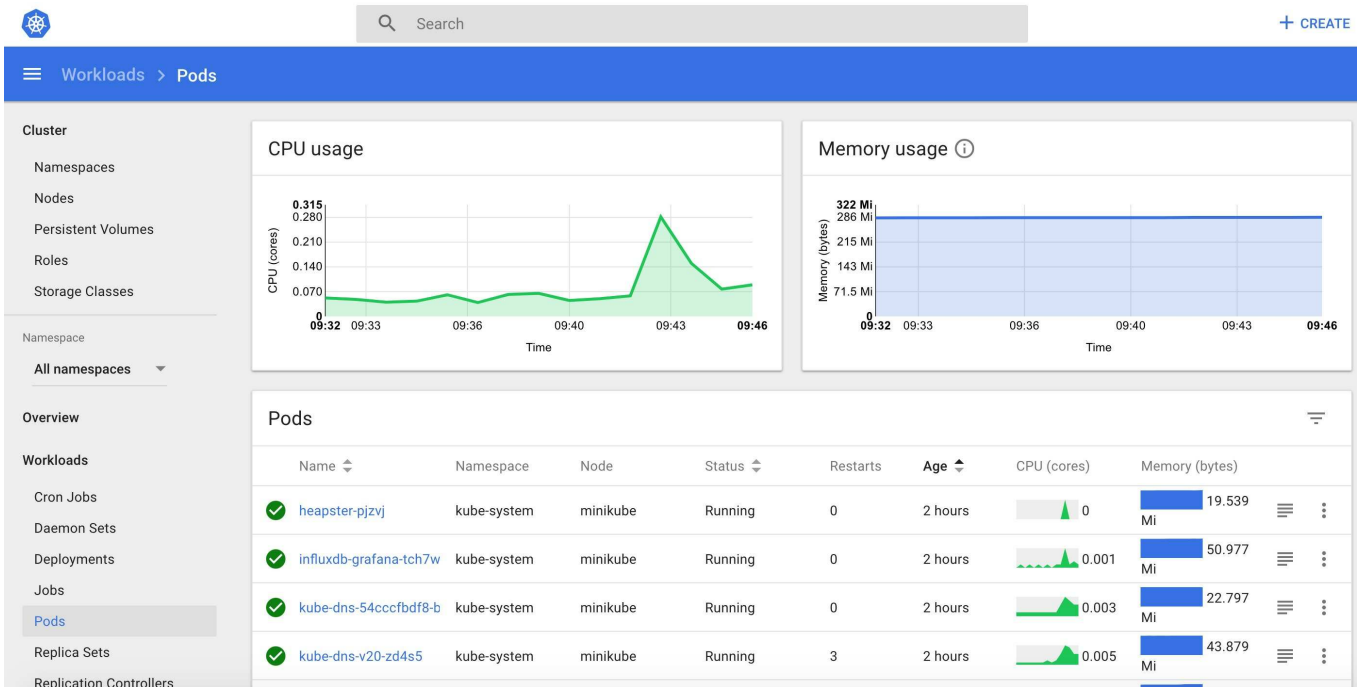 Search
+ CREATE
Workloads > Pods
Cluster
Namespaces
Nodes
Persistent Volumes
Roles
Storage Classes
Namespace
All namespaces
Overview
Workloads
Cron Jobs
Daemon Sets
Deployments
Jobs
Pods
Replica Sets
Replication Controllers
CPU usage
CPU (cores)
0.315
0.280
0.210
0.140
0.070
0
09:32 09:33 09:36 09:40 09:43 09:46
Time
Memory usage
Memory (bytes)
322 Mi
286 Mi
215 Mi
143 Mi
71.5 Mi
0
09:32 09:33 09:36 09:40 09:43 09:46
Time
Pods
Name Namespace Node Status Restarts Age CPU (cores) Memory (bytes)
heapster-pjzvj kube-system minikube Running 0 2 hours 0 19.539
Mi
influxdb-grafana-tch7w kube-system minikube Running 0 2 hours 0.001 50.977
Mi
kube-dns-54cccfbdf8-b kube-system minikube Running 0 2 hours 0.003 22.797
Mi
kube-dns-v20-zd4s5 kube-system minikube Running 3 2 hours 0.005 43.879
Mi